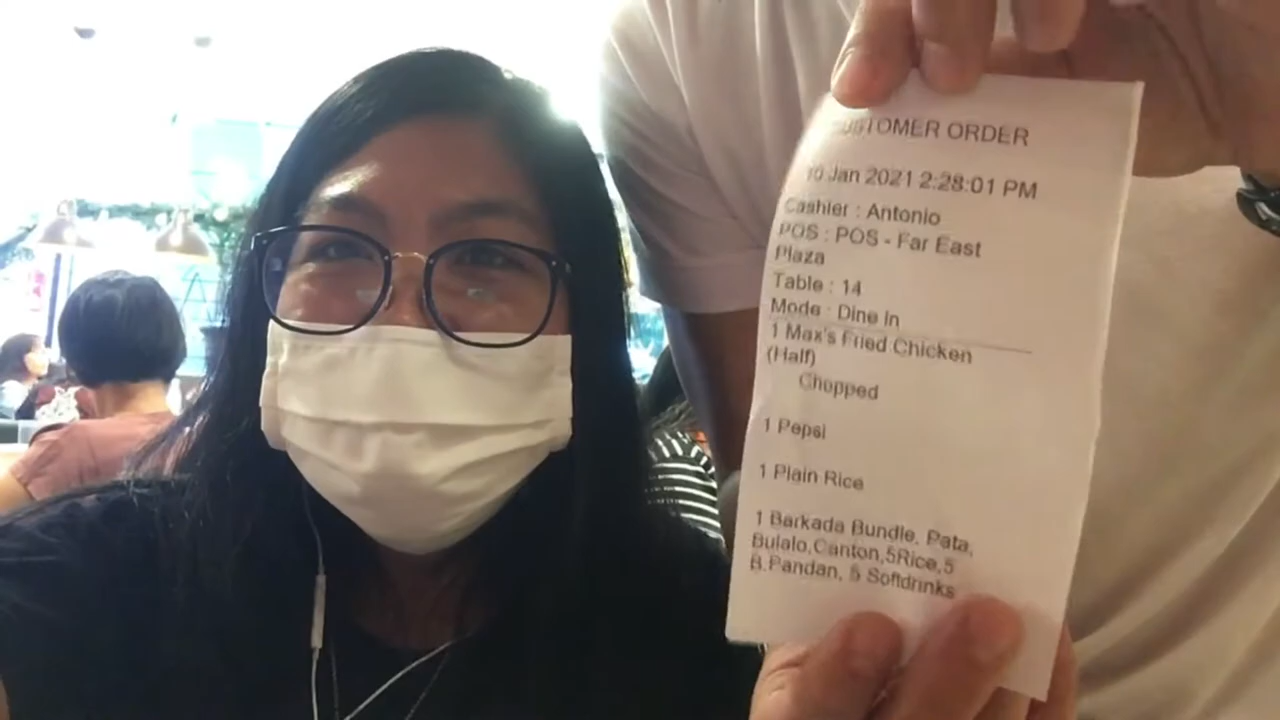 CUSTOMER ORDER
10 Jan 2021 2:28:01 PM
Cashier : Antonio
POS : POS - Far East
Plaza
Table : 14
Mode : Dine in
1 Max's Fried Chicken
(Half)
Chopped
1 Pepsi
1 Plain Rice
1 Barkada Bundle, Pata,
Bulalo,Canton,5Rice,5
B.Pandan, 5 Softdrinks